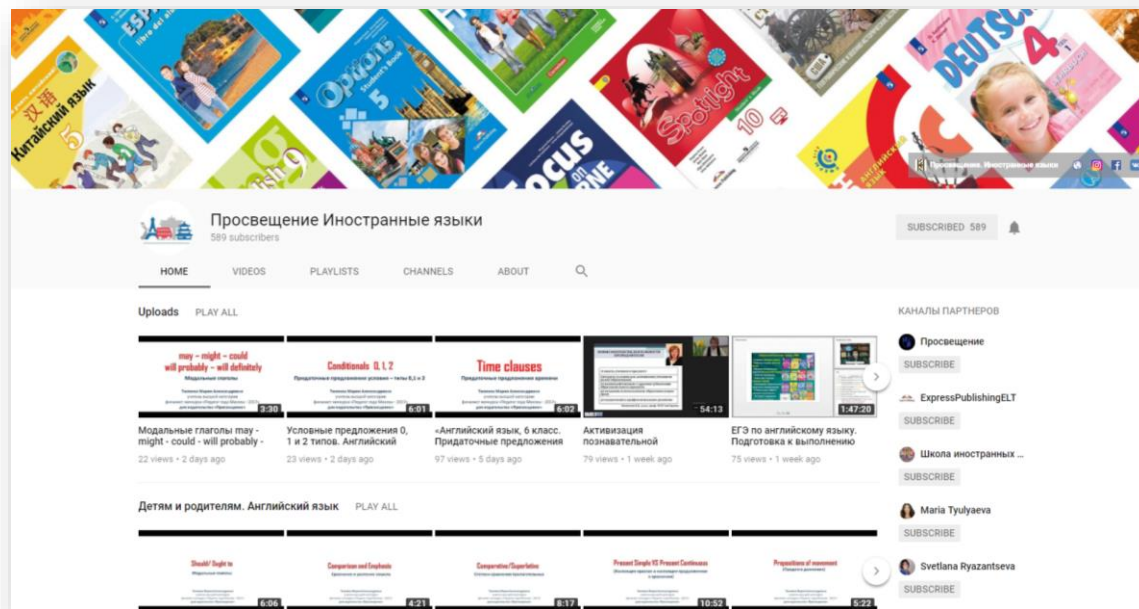 ESPA
libro del al
汉语
Китайский язык
5
Options
5
Student's Book
glish 9
FOCUS
ON
Spotlight
10
АНГЛИЙСКИЙ
ЯЗЫК
DEUTSCH
4
Просвещение. Иностранные языки
Просвещение Иностранные языки
589 subscribers
SUBSCRIBED 589
HOME VIDEOS PLAYLISTS CHANNELS ABOUT
Uploads PLAY ALL
may – might – could
will probably – will definitely
Модальные глаголы
3:30
Conditionals 0, 1, 2
Придаточные предложения условия – типы 0,1 и 2
6:01
Time clauses
Придаточные предложения времени
6:02
54:13
1:47:20
Модальные глаголы may -
might - could - will probably -
22 views • 2 days ago
Условные предложения 0,
1 и 2 типов. Английский
23 views • 2 days ago
«Английский язык, 6 класс.
Придаточные предложения
97 views • 5 days ago
Активизация
познавательной
79 views • 1 week ago
ЕГЭ по английскому языку.
Подготовка к выполнению
75 views • 1 week ago
Детям и родителям. Английский язык PLAY ALL
Should/ Ought to
Модальные глаголы
6:06
Comparison and Emphasis
4:21
Comparative/Superlative
8:17
Present Simple VS Present Continuous
10:52
Prepositions of movement
5:22
КАНАЛЫ ПАРТНЕРОВ
Просвещение
SUBSCRIBE
ExpressPublishingELT
SUBSCRIBE
Школа иностранных ...
SUBSCRIBE
Maria Tyulyaeva
SUBSCRIBE
Svetlana Ryazantseva
SUBSCRIBE